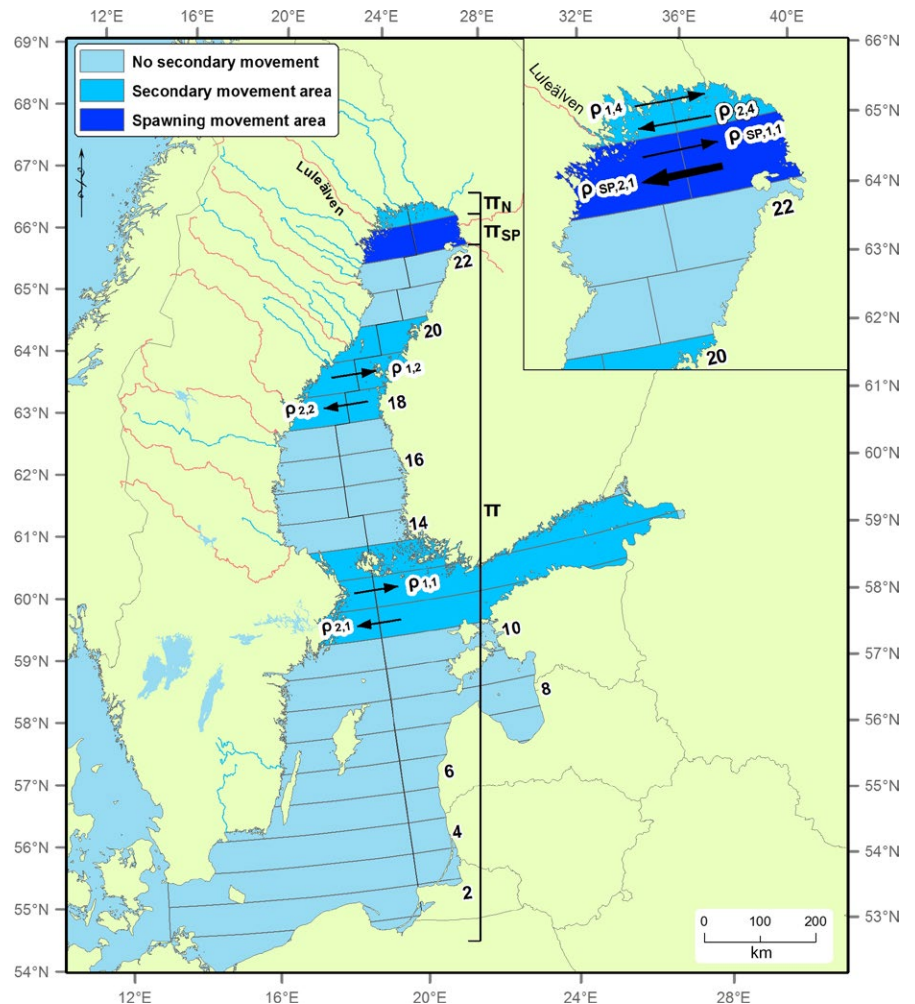 12°E 16°E 20°E 24°E 28°E 32°E 36°E 40°E
69°N
68°N
67°N
66°N
65°N
64°N
63°N
62°N
61°N
60°N
59°N
58°N
57°N
56°N
55°N
54°N
No secondary movement
Secondary movement area
Spawning movement area
Luleälven
πN
πSP
π
22
20
ρ1,2
ρ2,2
18
16
14
ρ1,1
ρ2,1
10
8
6
4
2
Luleälven
ρ1,4
ρ2,4
ρSP,1,1
ρSP,2,1
22
20
66°N
65°N
64°N
63°N
62°N
61°N
60°N
59°N
58°N
57°N
56°N
55°N
54°N
53°N
0 100 200
km
12°E 16°E 20°E 24°E 28°E